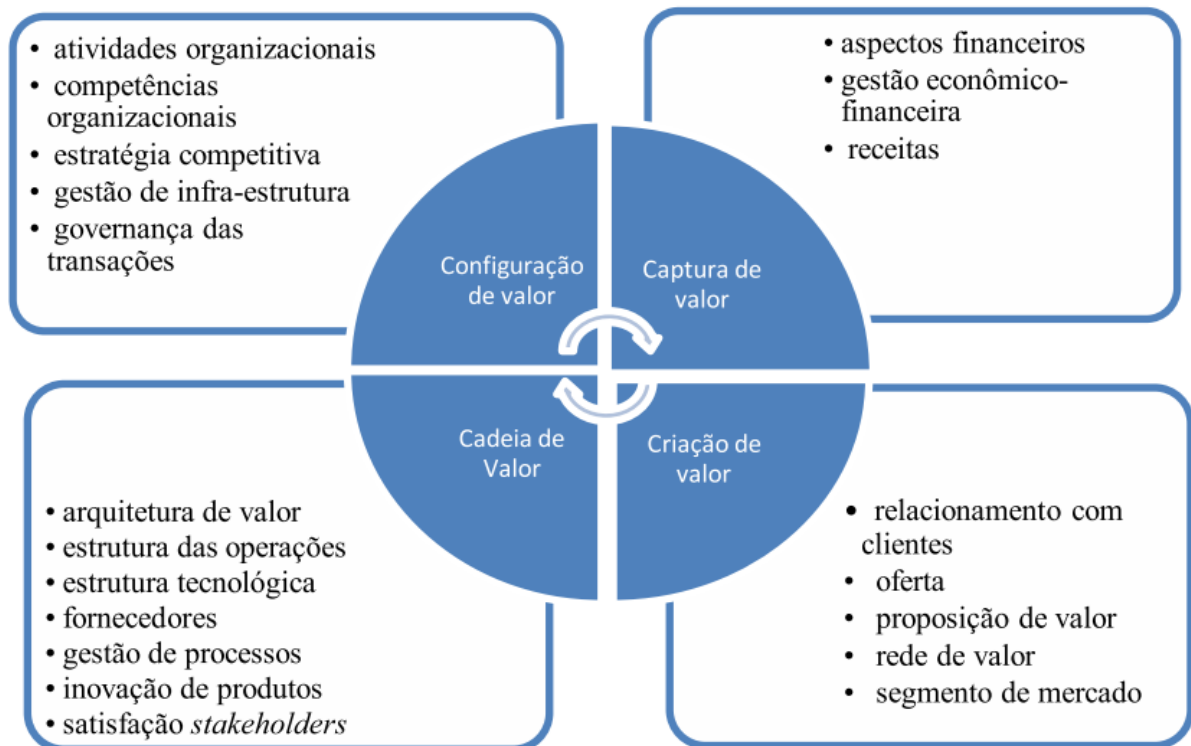 • atividades organizacionais
• competências
organizacionais
• estratégia competitiva
• gestão de infra-estrutura
• governança das
transações
• aspectos financeiros
• gestão econômico-
financeira
• receitas
Configuração
de valor
Captura de
valor
Cadeia de
Valor
Criação de
valor
• arquitetura de valor
• estrutura das operações
• estrutura tecnológica
• fornecedores
• gestão de processos
• inovação de produtos
• satisfação stakeholders
• relacionamento com
clientes
• oferta
• proposição de valor
• rede de valor
• segmento de mercado